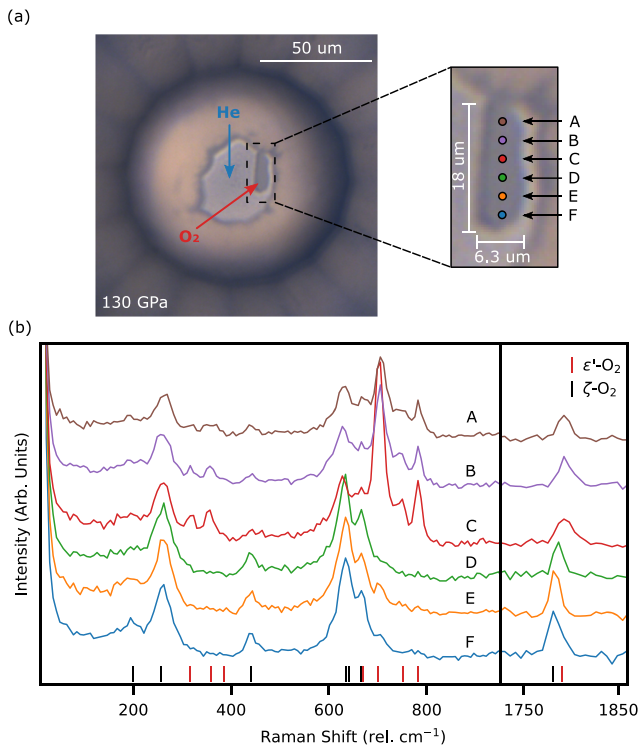 (a)
50 um
He
O₂
130 GPa
18 um
6.3 um
A
B
C
D
E
F
(b)
Intensity (Arb. Units)
ε'-O₂
ζ-O₂
A
B
C
D
E
F
200 400 600 800 1750 1850
Raman Shift (rel. cm⁻¹)